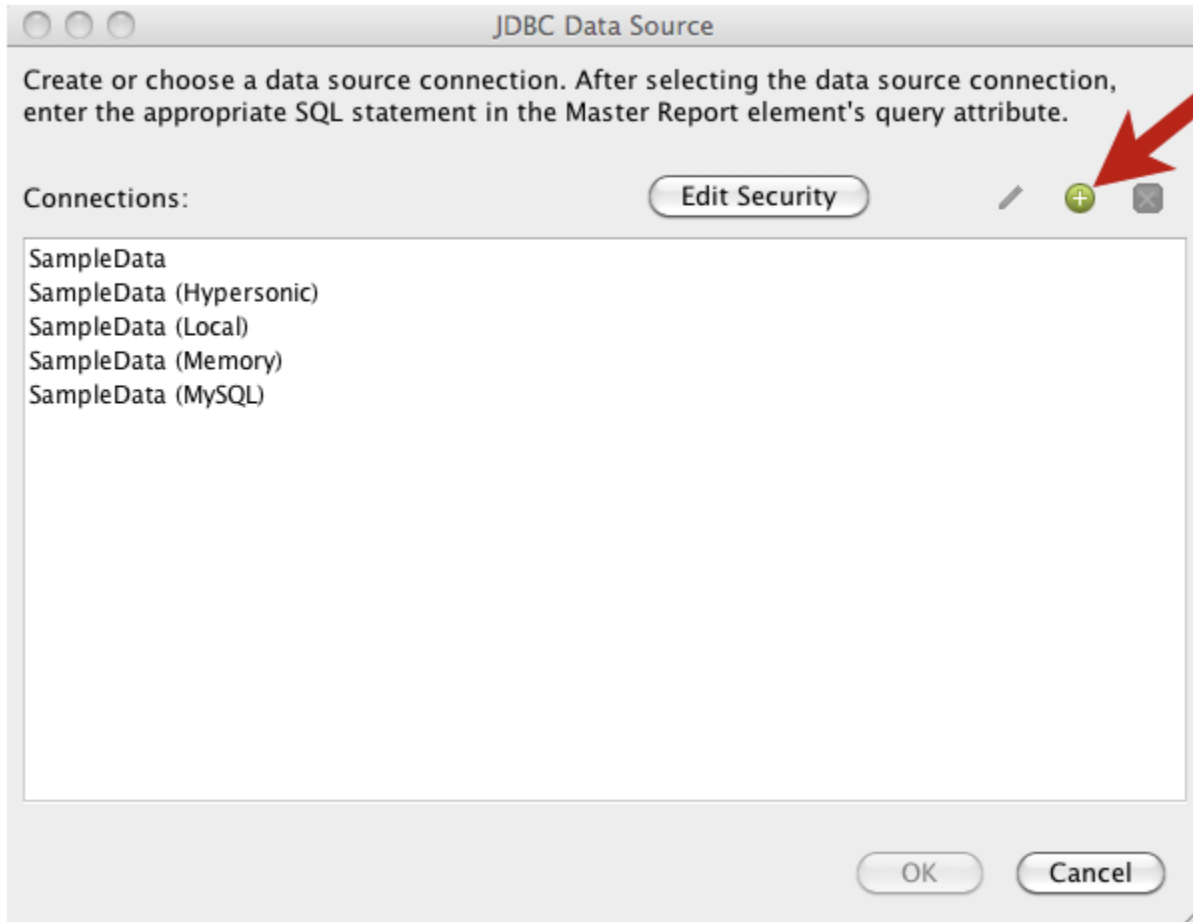 JDBC Data Source
Create or choose a data source connection. After selecting the data source connection,
enter the appropriate SQL statement in the Master Report element's query attribute.
Connections:
Edit Security
SampleData
SampleData (Hypersonic)
SampleData (Local)
SampleData (Memory)
SampleData (MySQL)
OK
Cancel